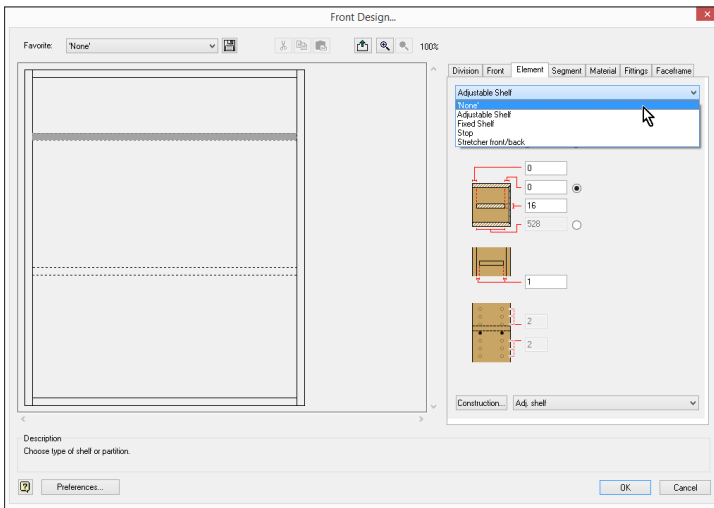 Front Design...
Favorite: 'None' 100%
Division Front Element Segment Material Fittings Faceframe
Adjustable Shelf
'None'
Adjustable Shelf
Fixed Shelf
Stop
Stretcher front/back
0
0
16
528
1
2
2
Construction... Adj. shelf
Description
Choose type of shelf or partition.
Preferences... OK Cancel